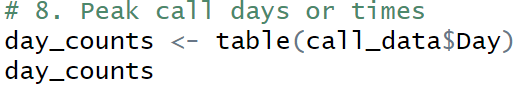 # 8. Peak call days or times
day_counts <- table(call_data$Day)
day_counts